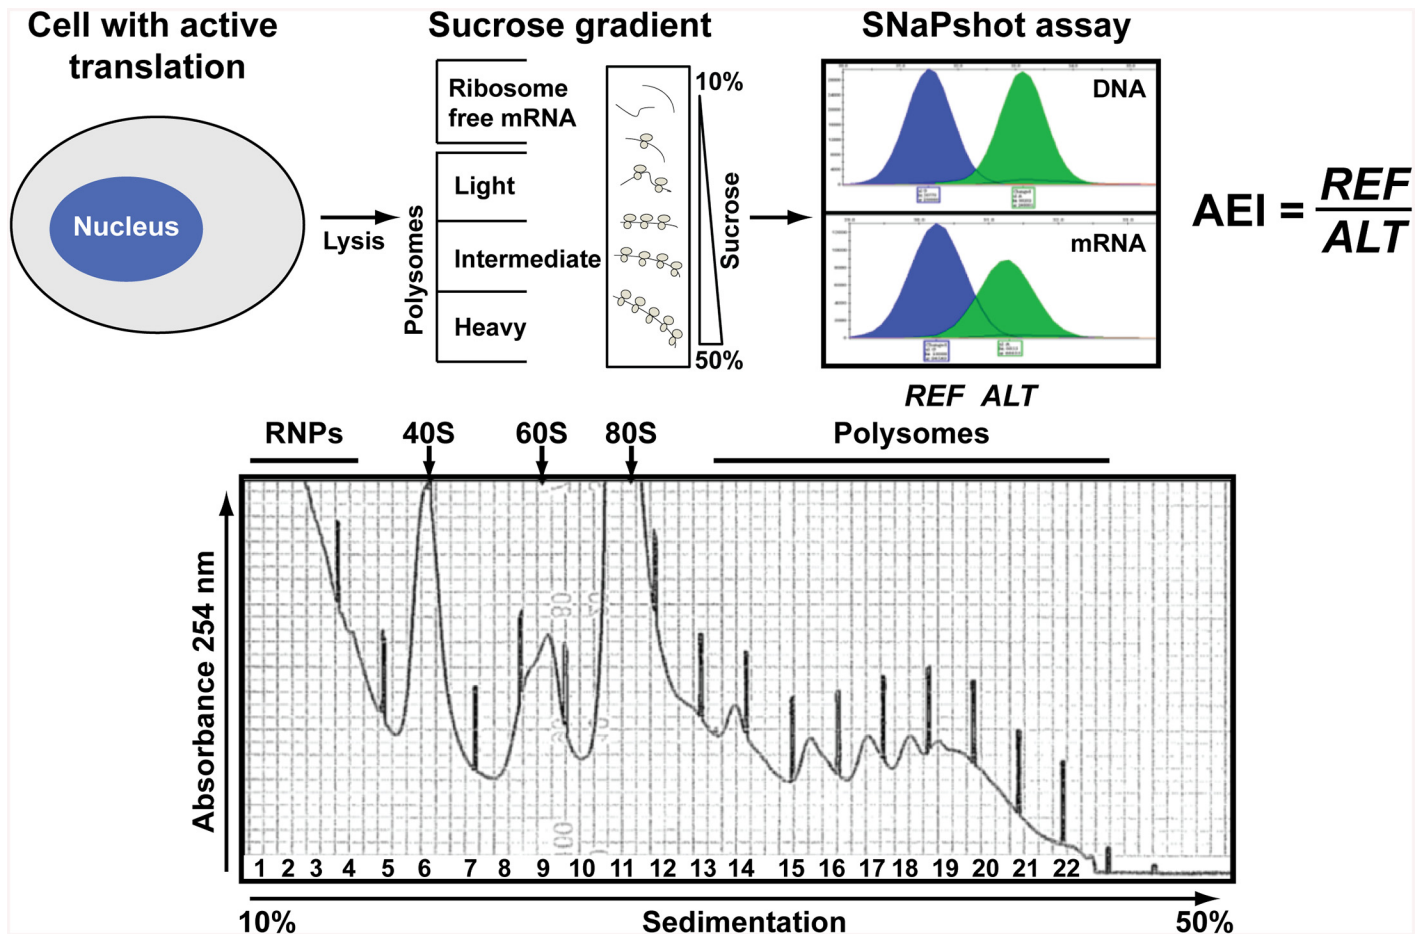 Cell with active
translation
Nucleus
Lysis
Sucrose gradient
Polysomes
Ribosome
free mRNA
Light
Intermediate
Heavy
10%
Sucrose
50%
SNaPshot assay
DNA
mRNA
REF ALT
AEI = REF
ALT
RNPs 40S 60S 80S Polysomes
Absorbance 254 nm
1 2 3 4 5 6 7 8 9 10 11 12 13 14 15 16 17 18 19 20 21 22
10% Sedimentation 50%